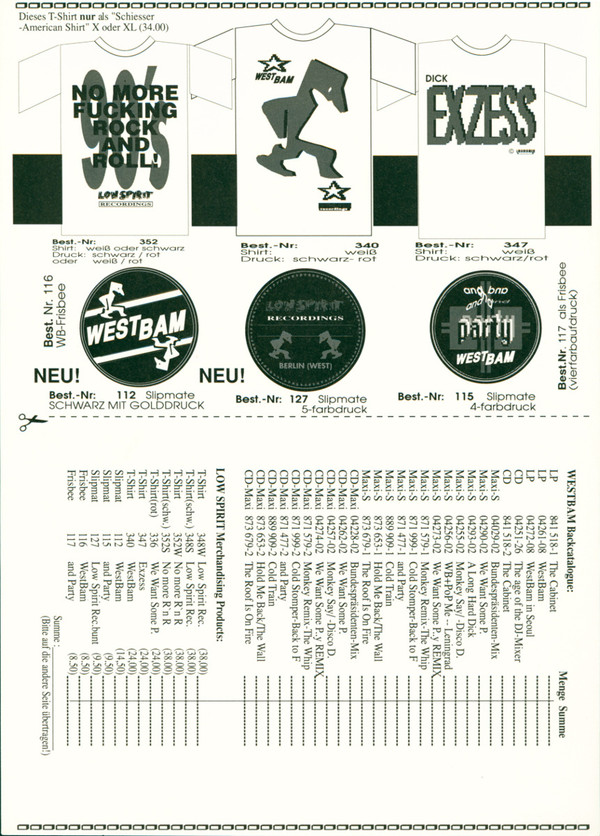 Dieses T-Shirt nur als "Schiesser
-American Shirt" X oder XL (34.00)
NO MORE
FUCKING
ROCK
AND
ROLL!
90's
LOW SPIRIT
RECORDINGS
WESTBAM
DICK
EXZESS
Best.-Nr: 352
Shirt: weiß oder schwarz
Druck: schwarz / rot
oder weiß / rot
Best.-Nr: 340
Shirt: weiß
Druck: schwarz- rot
Best.-Nr: 347
Shirt: weiß
Druck: schwarz/rot
Best. Nr. 116
WB-Frisbee
WESTBAM
LOW SPIRIT
RECORDINGS
BERLIN (WEST)
and
party
WESTBAM
Best.Nr. 117 als Frisbee
(vierfarbaufdruck)
NEU!
NEU!
Best.-Nr: 112 Slipmate
SCHWARZ MIT GOLDDRUCK
Best.-Nr: 127 Slipmate
5-farbdruck
Best.-Nr: 115 Slipmate
4-farbdruck
WESTBAM Backcatalogue: Menge Summe
LP 841 518-1 The Cabinet
LP 04261-08 WestBam
LP 04272-08 WestBam in Seoul
CD 04251-26 The age of the DJ-Mixer
CD 841 518-2 The Cabinet
Maxi-S 04029-02 Bundespräsidenten-Mix
Maxi-S 04290-02 We Want Some P.
Maxi-S 04293-02 A Long Hard Dick
Maxi-S 04255-02 Monkey Say/ -Disco D.
Maxi-S 04256-02 WB+PoP Mc - Leningrad
Maxi-S 04273-02 We Want Some P.y REMIX
Maxi-S 871 579-1 Monkey Remix-The Whip
Maxi-S 871 999-1 Cold Stomper-Back to F
Maxi-S 871 477-1 and Party
Maxi-S 889 909-1 Cold Train
Maxi-S 873 653-1 Hold Me Back/The Wall
Maxi-S 873 679-1 The Roof Is On Fire
CD-Maxi 04228-02 Bundespräsidenten-Mix
CD-Maxi 04262-02 We Want Some P.
CD-Maxi 04257-02 Monkey Say/ -Disco D.
CD-Maxi 04274-02 We Want Some P.y REMIX
CD-Maxi 871 579-2 Monkey Remix-The Whip
CD-Maxi 871 999-2 Cold Stomper-Back to F
CD-Maxi 871 477-2 and Party
CD-Maxi 889 909-2 Cold Train
CD-Maxi 873 653-2 Hold Me Back/The Wall
CD-Maxi 873 679-2 The Roof Is On Fire
LOW SPIRIT Merchandising Products:
T-Shirt 348W Low Spirit Rec. (38,00)
T-Shirt(schw.) 348S Low Spirit Rec. (38,00)
T-Shirt 352W No more R´n R (38,00)
T-Shirt(schw.) 352S No more R´n R (38,00)
T-Shirt(rot) 336 We Want Some P. (24,00)
T-Shirt 347 Exzess (24,00)
T-Shirt 340 WestBam (24,00)
Slipmat 112 WestBam (14,50)
Slipmat 115 and Party (9,50)
Slipmat 127 Low Spirit Rec.bunt (9,50)
Frisbee 116 WestBam (8,50)
Frisbee 117 and Party (8,50)
Summe :
(Bitte auf die andere Seite übertragen!)